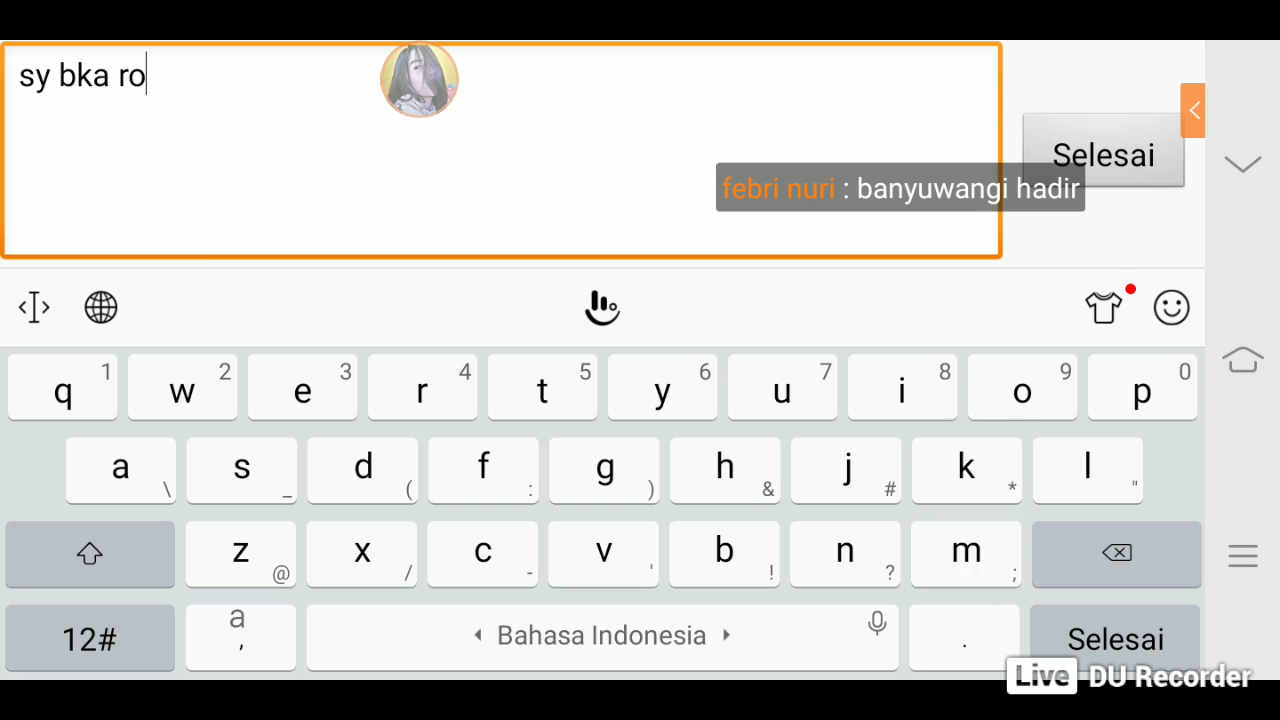 sy bka ro
Selesai
febri nuri : banyuwangi hadir
q 1 w 2 e 3 r 4 t 5 y 6 u 7 i 8 o 9 p 0
a \ s _ d ( f : g ) h & j # k * l "
z @ x / c - v ' b ! n ? m ;
12# a , Bahasa Indonesia . Selesai
Live DU Recorder